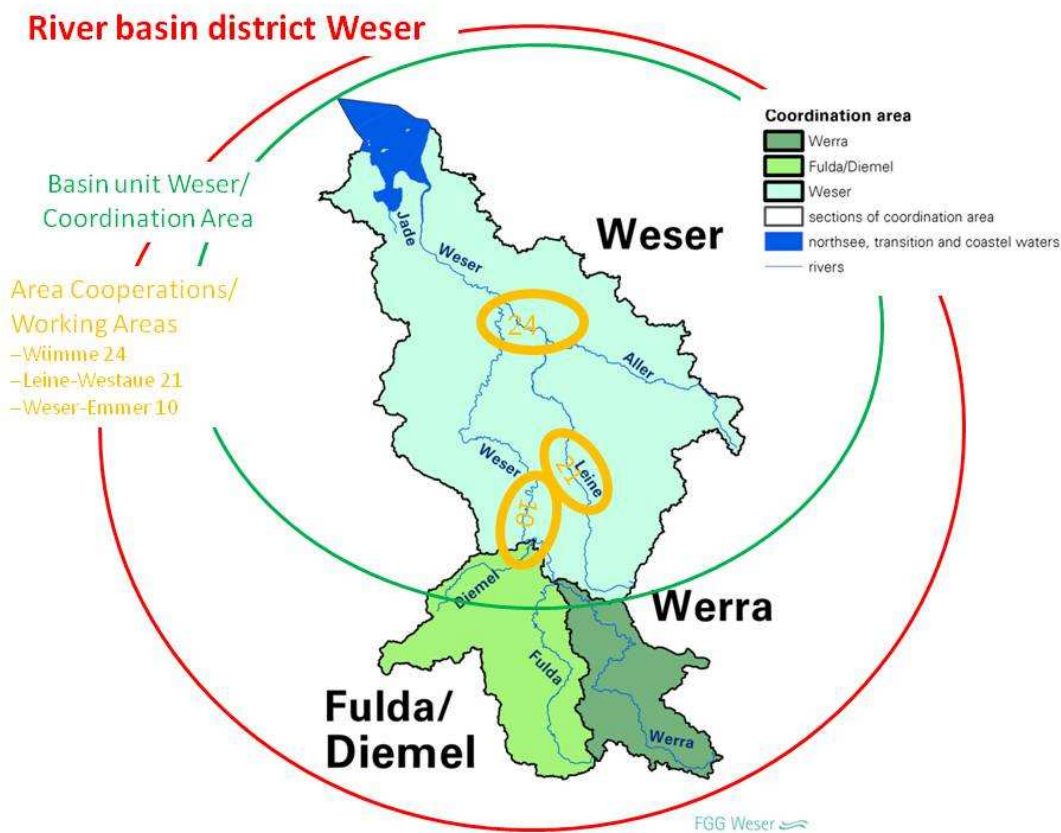 River basin district Weser
Basin unit Weser/
Coordination Area
Area Cooperations/
Working Areas
–Wümme 24
–Leine-Westaue 21
–Weser-Emmer 10
Coordination area
Werra
Fulda/Diemel
Weser
sections of coordination area
northsee, transition and coastal waters
rivers
Weser
Jade
Weser
24
Aller
Weser
21
Leine
10
Diemel
Werra
Fulda
Fulda/
Diemel
Werra
FGG Weser